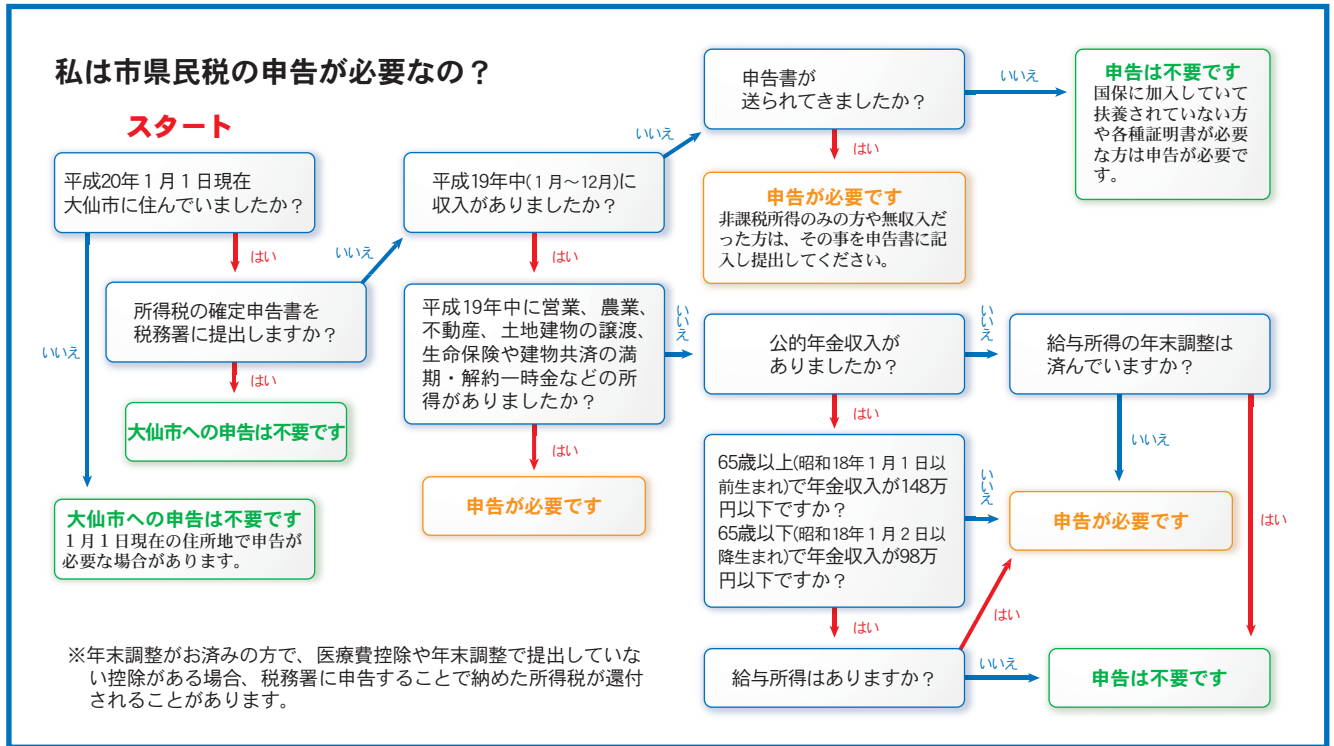 私は市県民税の申告が必要なの？
スタート
平成20年１月１日現在
大仙市に住んでいましたか？
いいえ
はい
所得税の確定申告書を
税務署に提出しますか？
いいえ
はい
大仙市への申告は不要です
大仙市への申告は不要です
１月１日現在の住所地で申告が
必要な場合があります。
平成19年中(１月～12月)に
収入がありましたか？
いいえ
はい
申告書が
送られてきましたか？
いいえ
はい
申告は不要です
国保に加入していて
扶養されていない方
や各種証明書が必要
な方は申告が必要で
す。
申告が必要です
非課税所得のみの方や無収入だ
った方は、その事を申告書に記
入し提出してください。
平成19年中に営業、農業、
不動産、土地建物の譲渡、
生命保険や建物共済の満
期・解約一時金などの所
得がありましたか？
いいえ
はい
申告が必要です
公的年金収入が
ありましたか？
いいえ
はい
給与所得の年末調整は
済んでいますか？
いいえ
はい
65歳以上(昭和18年１月１日以
前生まれ)で年金収入が148万
円以下ですか？
65歳以下(昭和18年１月２日以
降生まれ)で年金収入が98万
円以下ですか？
いいえ
はい
申告が必要です
給与所得はありますか？
はい
いいえ
申告は不要です
※年末調整がお済みの方で、医療費控除や年末調整で提出していな
い控除がある場合、税務署に申告することで納めた所得税が還付
されることがあります。